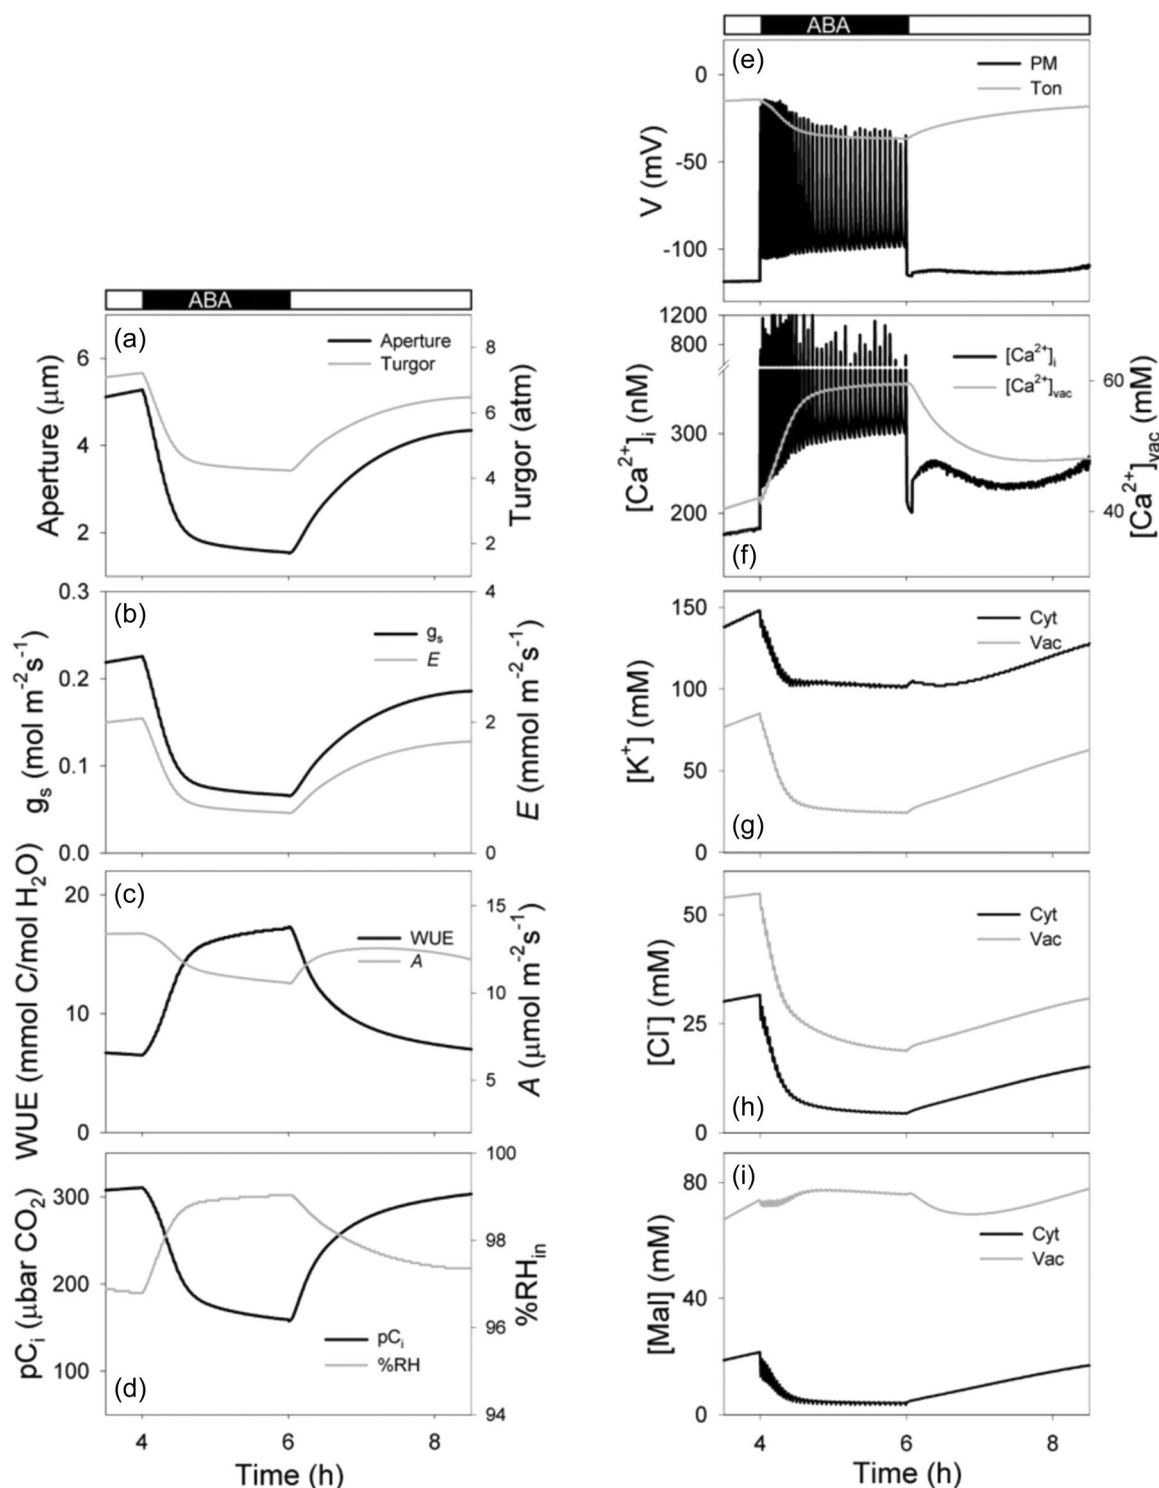 ABA
(a)
Aperture
Turgor
Aperture (μm)
6
4
2
Turgor (atm)
8
6
4
2
(b)
gs
E
gs (mol m-2s-1)
0.3
0.2
0.1
0.0
E (mmol m-2s-1)
4
2
0
(c)
WUE
A
WUE (mmol C/mol H2O)
20
10
0
A (μmol m-2s-1)
15
10
5
(d)
pCi
%RH
pCi (μbar CO2)
300
200
100
%RHin
100
98
96
94
4
6
8
Time (h)
ABA
(e)
PM
Ton
V (mV)
0
-50
-100
(f)
[Ca2+]i
[Ca2+]vac
[Ca2+]i (nM)
1200
800
300
200
[Ca2+]vac (mM)
60
40
(g)
Cyt
Vac
[K+] (mM)
150
100
50
0
(h)
Cyt
Vac
[Cl-] (mM)
50
25
0
(i)
Cyt
Vac
[Mal] (mM)
80
40
0
4
6
8
Time (h)